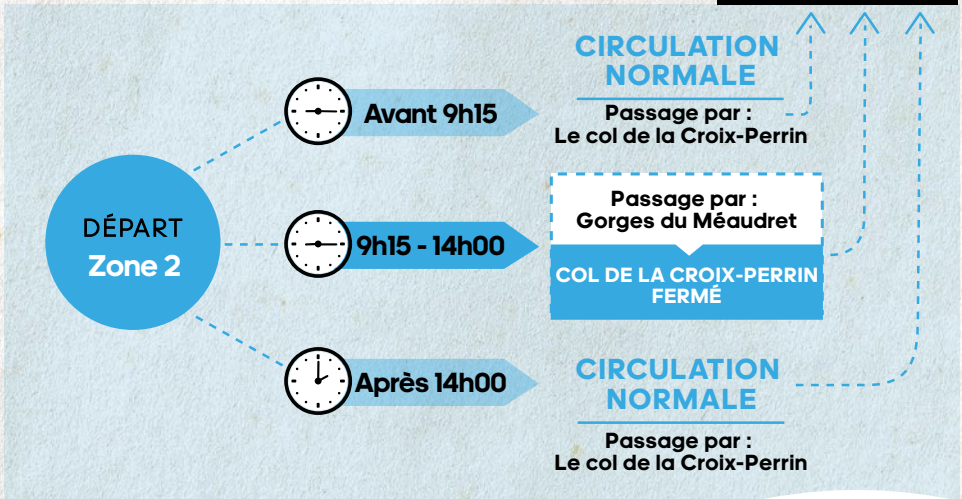 DÉPART
Zone 2
Avant 9h15
CIRCULATION
NORMALE
Passage par :
Le col de la Croix-Perrin
9h15 - 14h00
Passage par :
Gorges du Méaudret
COL DE LA CROIX-PERRIN
FERMÉ
Après 14h00
CIRCULATION
NORMALE
Passage par :
Le col de la Croix-Perrin